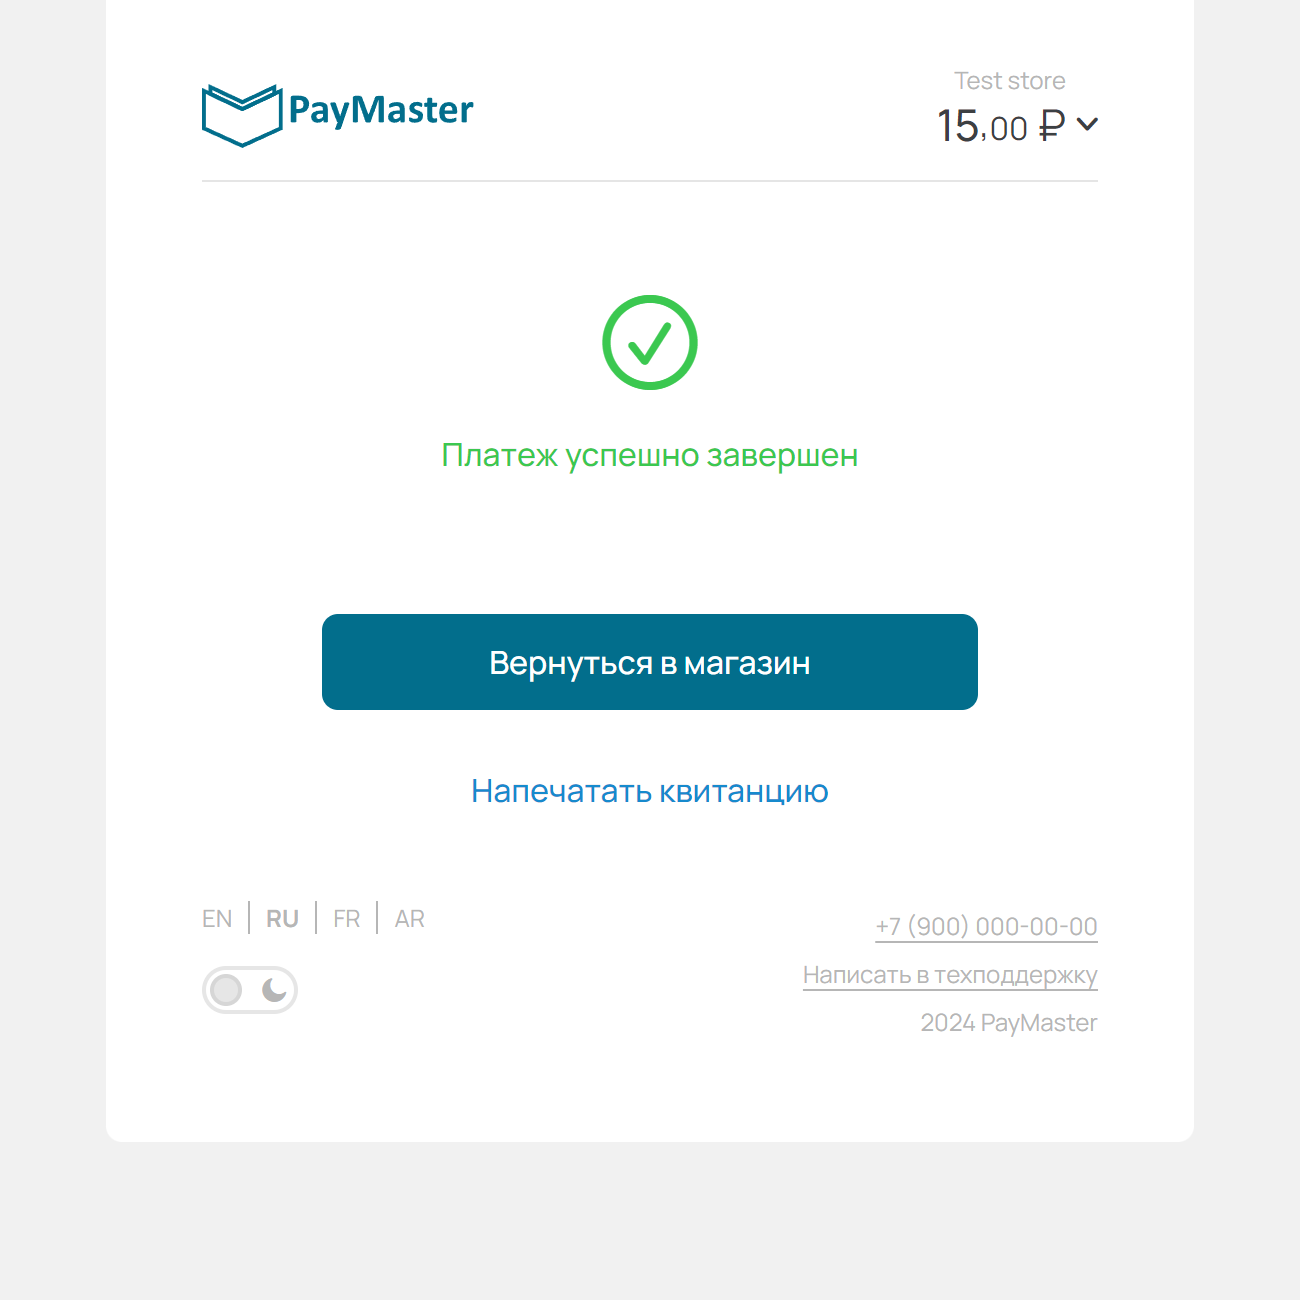 PayMaster
Test store
15,00 ₽
Платеж успешно завершен
Вернуться в магазин
Напечатать квитанцию
EN RU FR AR
+7 (900) 000-00-00
Написать в техподдержку
2024 PayMaster